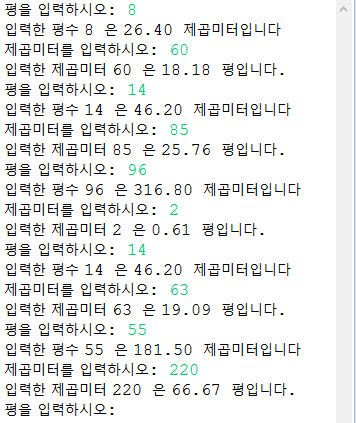 평을 입력하시오: 8
입력한 평수 8 은 26.40 제곱미터입니다
제곱미터를 입력하시오: 60
입력한 제곱미터 60 은 18.18 평입니다.
평을 입력하시오: 14
입력한 평수 14 은 46.20 제곱미터입니다
제곱미터를 입력하시오: 85
입력한 제곱미터 85 은 25.76 평입니다.
평을 입력하시오: 96
입력한 평수 96 은 316.80 제곱미터입니다
제곱미터를 입력하시오: 2
입력한 제곱미터 2 은 0.61 평입니다.
평을 입력하시오: 14
입력한 평수 14 은 46.20 제곱미터입니다
제곱미터를 입력하시오: 63
입력한 제곱미터 63 은 19.09 평입니다.
평을 입력하시오: 55
입력한 평수 55 은 181.50 제곱미터입니다
제곱미터를 입력하시오: 220
입력한 제곱미터 220 은 66.67 평입니다.
평을 입력하시오: